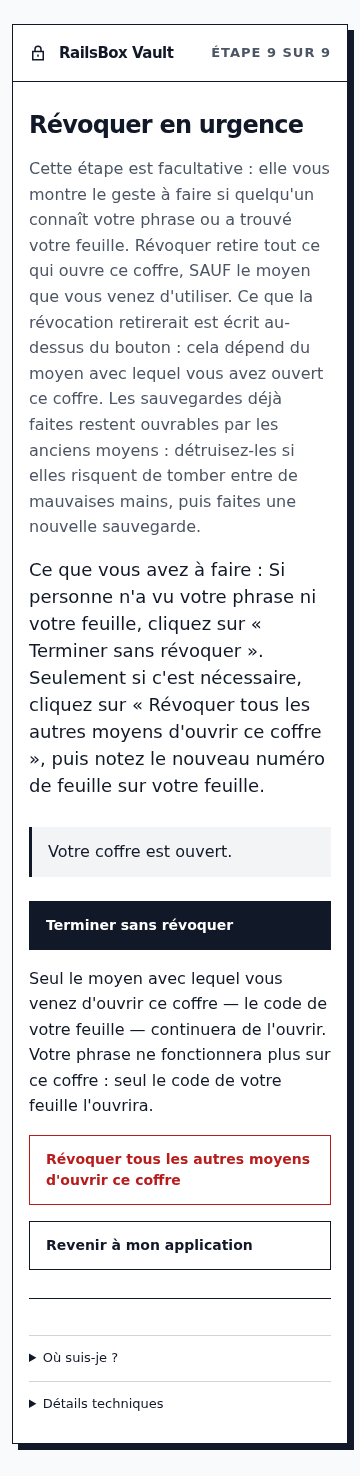 RailsBox Vault
ÉTAPE 9 SUR 9
Révoquer en urgence
Cette étape est facultative : elle vous
montre le geste à faire si quelqu'un
connaît votre phrase ou a trouvé
votre feuille. Révoquer retire tout ce
qui ouvre ce coffre, SAUF le moyen
que vous venez d'utiliser. Ce que la
révocation retirerait est écrit au-
dessus du bouton : cela dépend du
moyen avec lequel vous avez ouvert
ce coffre. Les sauvegardes déjà
faites restent ouvrables par les
anciens moyens : détruisez-les si
elles risquent de tomber entre de
mauvaises mains, puis faites une
nouvelle sauvegarde.
Ce que vous avez à faire : Si
personne n'a vu votre phrase ni
votre feuille, cliquez sur «
Terminer sans révoquer ».
Seulement si c'est nécessaire,
cliquez sur « Révoquer tous les
autres moyens d'ouvrir ce coffre
», puis notez le nouveau numéro
de feuille sur votre feuille.
Votre coffre est ouvert.
Terminer sans révoquer
Seul le moyen avec lequel vous
venez d'ouvrir ce coffre — le code de
votre feuille — continuera de l'ouvrir.
Votre phrase ne fonctionnera plus sur
ce coffre : seul le code de votre
feuille l'ouvrira.
Révoquer tous les autres moyens
d'ouvrir ce coffre
Revenir à mon application
Où suis-je ?
Détails techniques